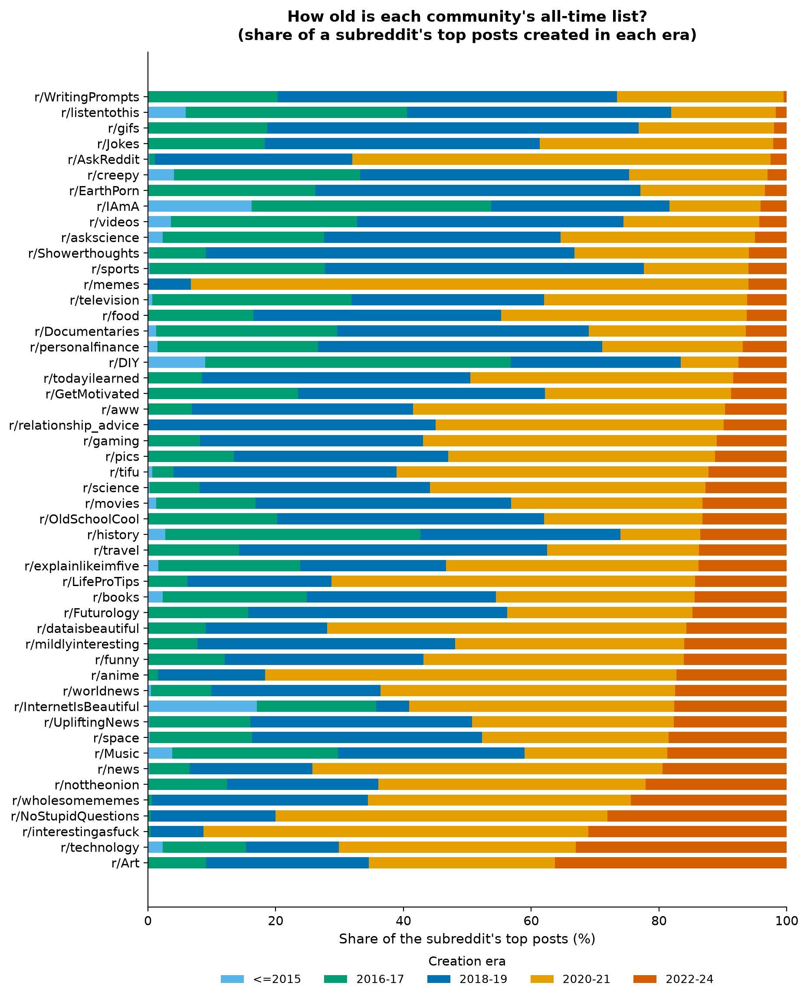 How old is each community's all-time list?
(share of a subreddit's top posts created in each era)
r/WritingPrompts
r/listentothis
r/gifs
r/Jokes
r/AskReddit
r/creepy
r/EarthPorn
r/IAmA
r/videos
r/askscience
r/Showerthoughts
r/sports
r/memes
r/television
r/food
r/Documentaries
r/personalfinance
r/DIY
r/todayilearned
r/GetMotivated
r/aww
r/relationship_advice
r/gaming
r/pics
r/tifu
r/science
r/movies
r/OldSchoolCool
r/history
r/travel
r/explainlikeimfive
r/LifeProTips
r/books
r/Futurology
r/dataisbeautiful
r/mildlyinteresting
r/funny
r/anime
r/worldnews
r/InternetIsBeautiful
r/UpliftingNews
r/space
r/Music
r/news
r/nottheonion
r/wholesomememes
r/NoStupidQuestions
r/interestingasfuck
r/technology
r/Art
0 20 40 60 80 100
Share of the subreddit's top posts (%)
Creation era
<=2015 2016-17 2018-19 2020-21 2022-24